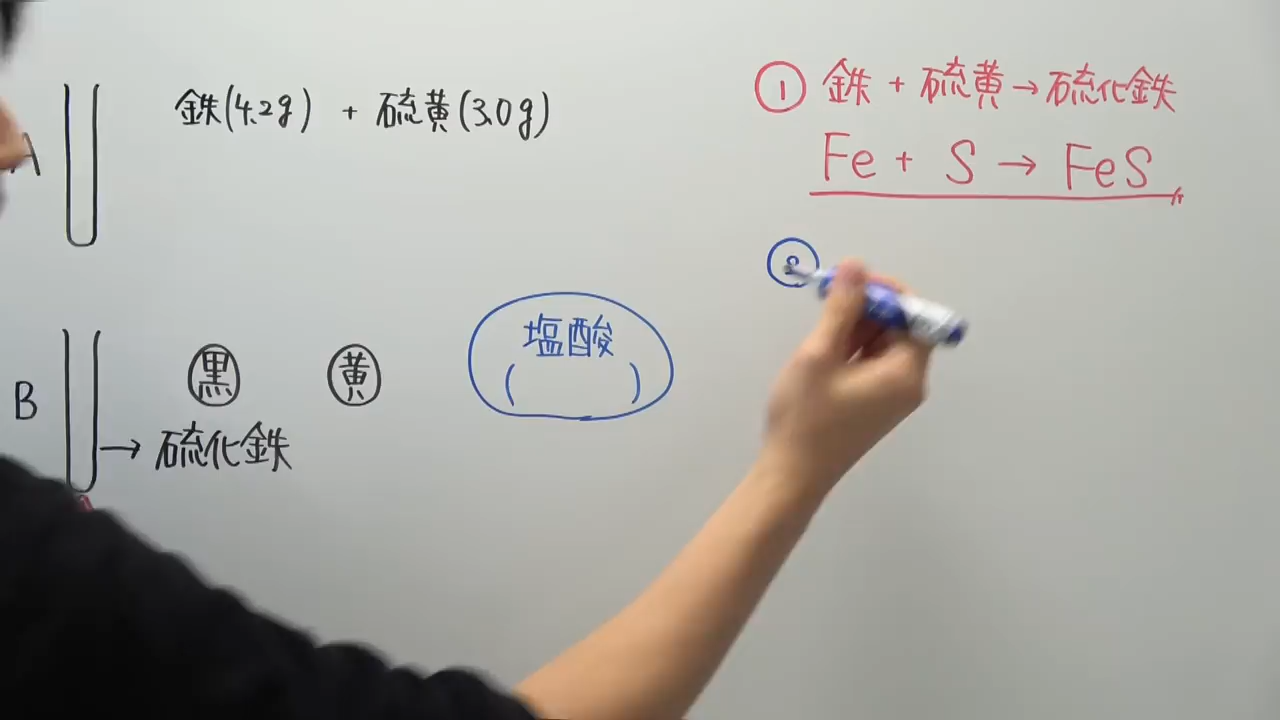 A
鉄(4.2g) + 硫黄(3.0g)
① 鉄 + 硫黄 → 硫化鉄
Fe + S → FeS
B
黒 黄
→ 硫化鉄
塩酸
( )
②